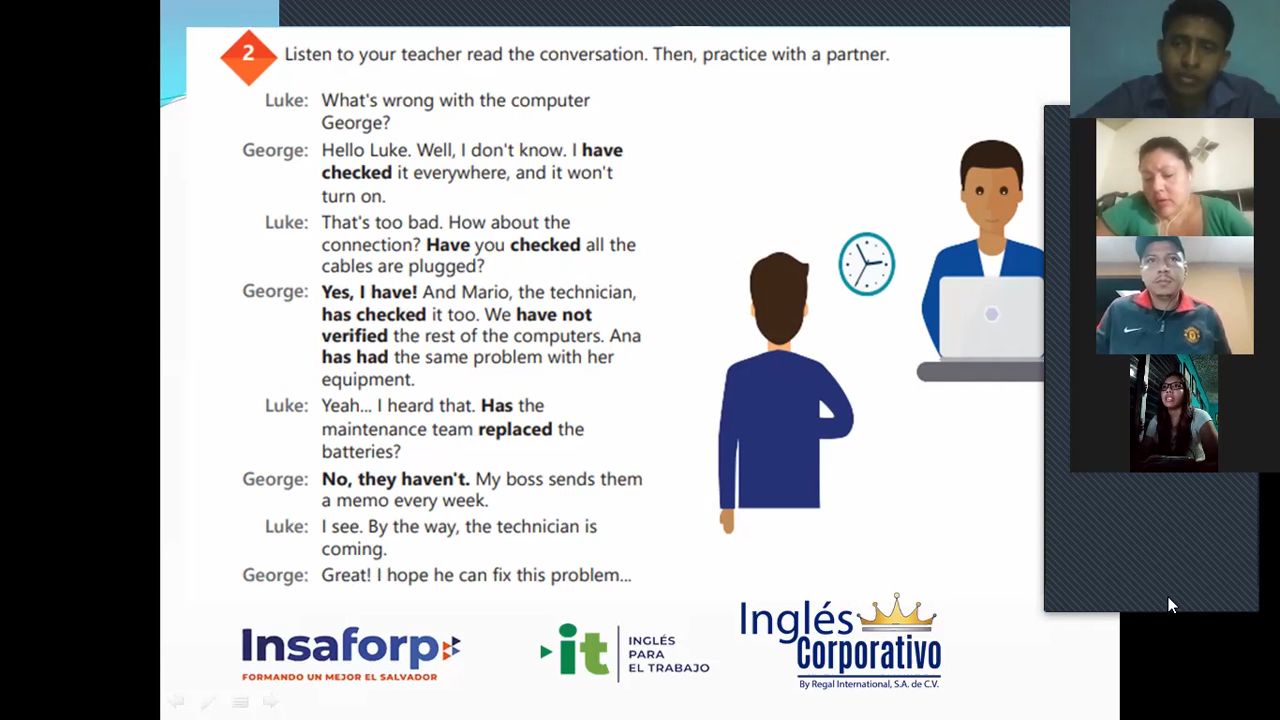 2 Listen to your teacher read the conversation. Then, practice with a partner.
Luke: What's wrong with the computer
George?
George: Hello Luke. Well, I don't know. I have
checked it everywhere, and it won't
turn on.
Luke: That's too bad. How about the
connection? Have you checked all the
cables are plugged?
George: Yes, I have! And Mario, the technician,
has checked it too. We have not
verified the rest of the computers. Ana
has had the same problem with her
equipment.
Luke: Yeah... I heard that. Has the
maintenance team replaced the
batteries?
George: No, they haven't. My boss sends them
a memo every week.
Luke: I see. By the way, the technician is
coming.
George: Great! I hope he can fix this problem...
Insaforp
FORMANDO UN MEJOR EL SALVADOR
it
INGLÉS
PARA
EL TRABAJO
Inglés
Corporativo
By Regal International, S.A. de C.V.